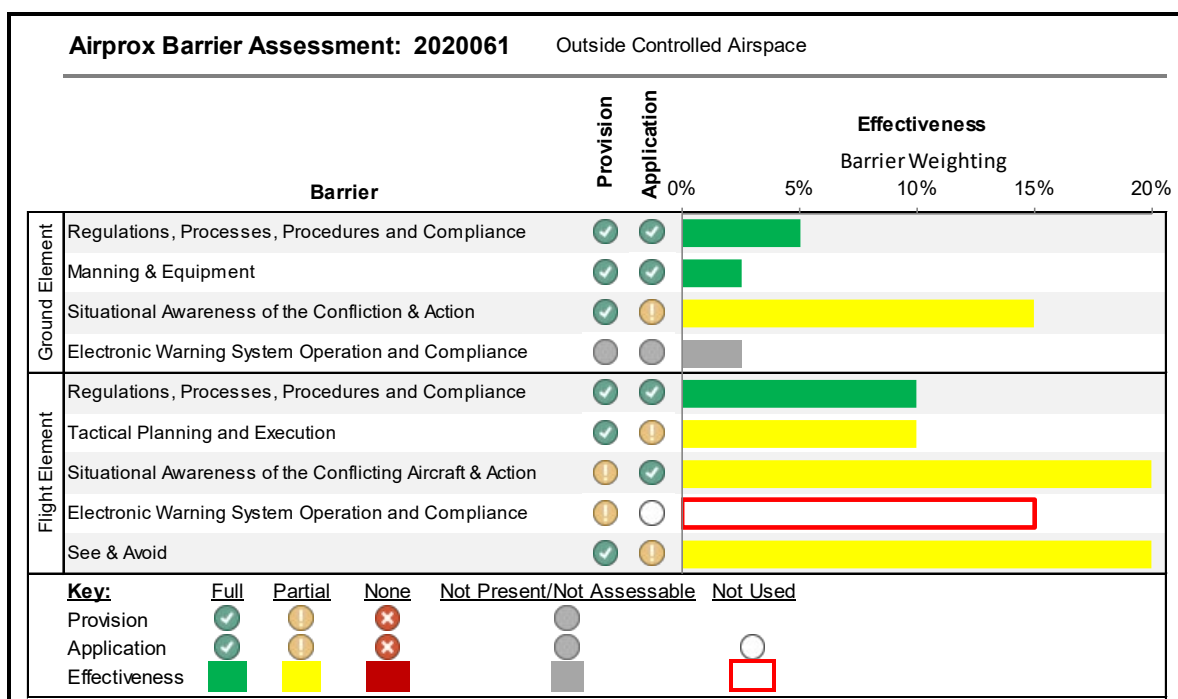 Airprox Barrier Assessment: 2020061 Outside Controlled Airspace
Barrier
Provision
Application
Effectiveness
Barrier Weighting
0% 5% 10% 15% 20%
Ground Element
Regulations, Processes, Procedures and Compliance
Manning & Equipment
Situational Awareness of the Confliction & Action
Electronic Warning System Operation and Compliance
Flight Element
Regulations, Processes, Procedures and Compliance
Tactical Planning and Execution
Situational Awareness of the Conflicting Aircraft & Action
Electronic Warning System Operation and Compliance
See & Avoid
Key: Full Partial None Not Present/Not Assessable Not Used
Provision
Application
Effectiveness